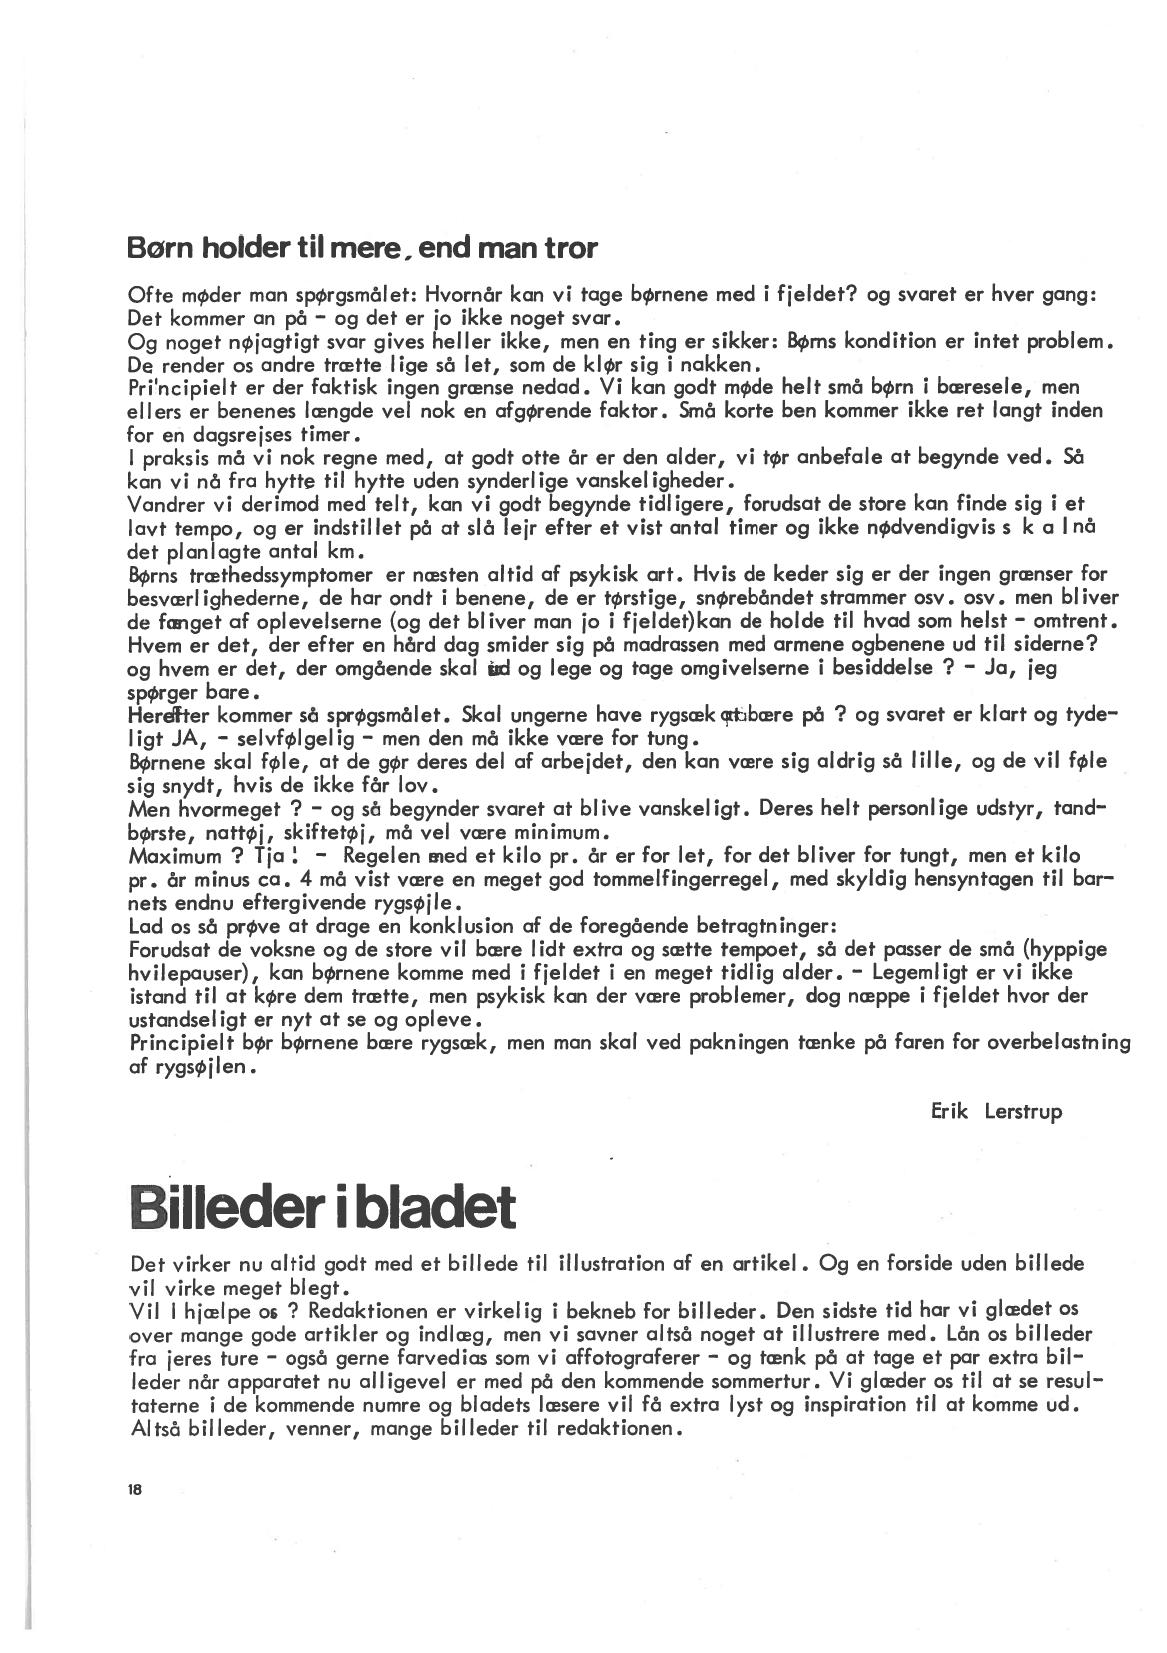 Børn holder til mere, end man tror
Ofte møder man spørgsmålet: Hvornår kan vi tage børnene med i fjeldet? og svaret er hver gang:
Det kommer an på - og det er jo ikke noget svar.
Og noget nøjagtigt svar gives heller ikke, men en ting er sikker: Børns kondition er intet problem.
De render os andre trætte lige så let, som de klør sig i nakken.
Pri'ncipielt er der faktisk ingen grænse nedad. Vi kan godt møde helt små børn i bæresele, men
ellers er benenes længde vel nok en afgørende faktor. Små korte ben kommer ikke ret langt inden
for en dagsrejses timer.
I praksis må vi nok regne med, at godt otte år er den alder, vi tør anbefale at begynde ved. Så
kan vi nå fra hytte til hytte uden synderlige vanskeligheder.
Vandrer vi derimod med telt, kan vi godt begynde tidligere, forudsat de store kan finde sig i et
lavt tempo, og er indstillet på at slå lejr efter et vist antal timer og ikke nødvendigvis s k a l nå
det planlagte antal km.
Børns træthedssymptomer er næsten altid af psykisk art. Hvis de keder sig er der ingen grænser for
besværlighederne, de har ondt i benene, de er tørstige, snørebåndet strammer osv. osv. men bliver
de fanget af oplevelserne (og det bliver man jo i fjeldet)kan de holde til hvad som helst - omtrent.
Hvem er det, der efter en hård dag smider sig på madrassen med armene ogbenene ud til siderne?
og hvem er det, der omgående skal ud og lege og tage omgivelserne i besiddelse ? - Ja, jeg
spørger bare.
Herefter kommer så sprøgsmålet. Skal ungerne have rygsæk at bære på ? og svaret er klart og tyde-
ligt JA, - selvfølgelig - men den må ikke være for tung.
Børnene skal føle, at de gør deres del af arbejdet, den kan være sig aldrig så lille, og de vil føle
sig snydt, hvis de ikke får lov.
Men hvormeget ? - og så begynder svaret at blive vanskeligt. Deres helt personlige udstyr, tand-
børste, nattøj, skiftetøj, må vel være minimum.
Maximum ? Tja ! - Regelen med et kilo pr. år er for let, for det bliver for tungt, men et kilo
pr. år minus ca. 4 må vist være en meget god tommelfingerregel, med skyldig hensyntagen til bar-
nets endnu eftergivende rygsøjle.
Lad os så prøve at drage en konklusion af de foregående betragtninger:
Forudsat de voksne og de store vil bære lidt extra og sætte tempoet, så det passer de små (hyppige
hvilepauser), kan børnene komme med i fjeldet i en meget tidlig alder. - Legemligt er vi ikke
istand til at køre dem trætte, men psykisk kan der være problemer, dog næppe i fjeldet hvor der
ustandseligt er nyt at se og opleve.
Principielt bør børnene bære rygsæk, men man skal ved pakningen tænke på faren for overbelastning
af rygsøjlen.
Erik Lerstrup
Billeder i bladet
Det virker nu altid godt med et billede til illustration af en artikel. Og en forside uden billede
vil virke meget blegt.
Vil I hjælpe os ? Redaktionen er virkelig i bekneb for billeder. Den sidste tid har vi glædet os
over mange gode artikler og indlæg, men vi savner altså noget at illustrere med. Lån os billeder
fra jeres ture - også gerne farvedias som vi affotograferer - og tænk på at tage et par extra bil-
leder når apparatet nu alligevel er med på den kommende sommertur. Vi glæder os til at se resul-
taterne i de kommende numre og bladets læsere vil få extra lyst og inspiration til at komme ud.
Altså billeder, venner, mange billeder til redaktionen.
18